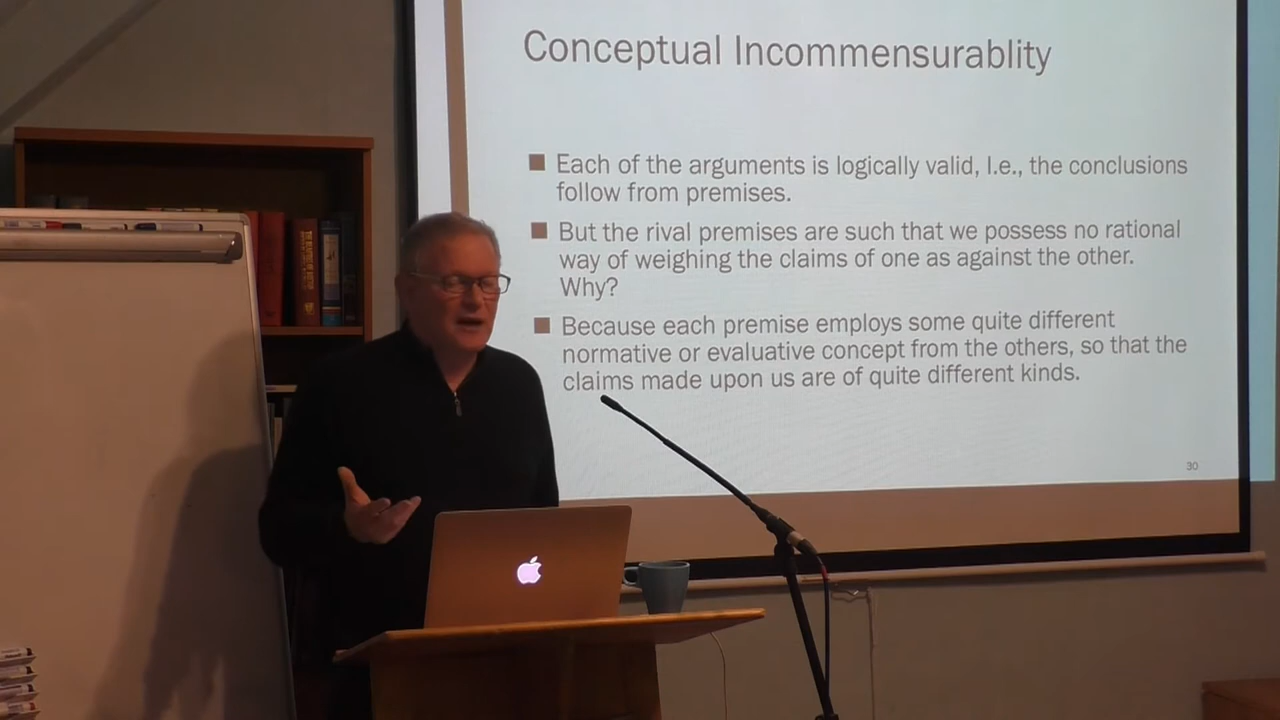 Conceptual Incommensurablity
Each of the arguments is logically valid, I.e., the conclusions
follow from premises.
But the rival premises are such that we possess no rational
way of weighing the claims of one as against the other.
Why?
Because each premise employs some quite different
normative or evaluative concept from the others, so that the
claims made upon us are of quite different kinds.
30